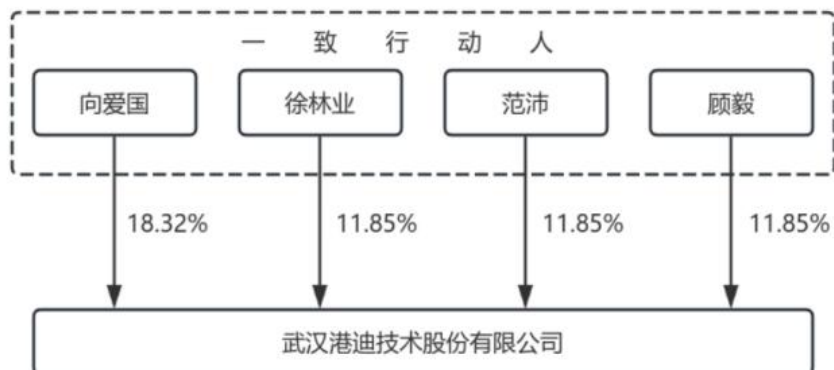 一致行动人
向爱国 徐林业 范沛 顾毅
18.32% 11.85% 11.85% 11.85%
武汉港迪技术股份有限公司